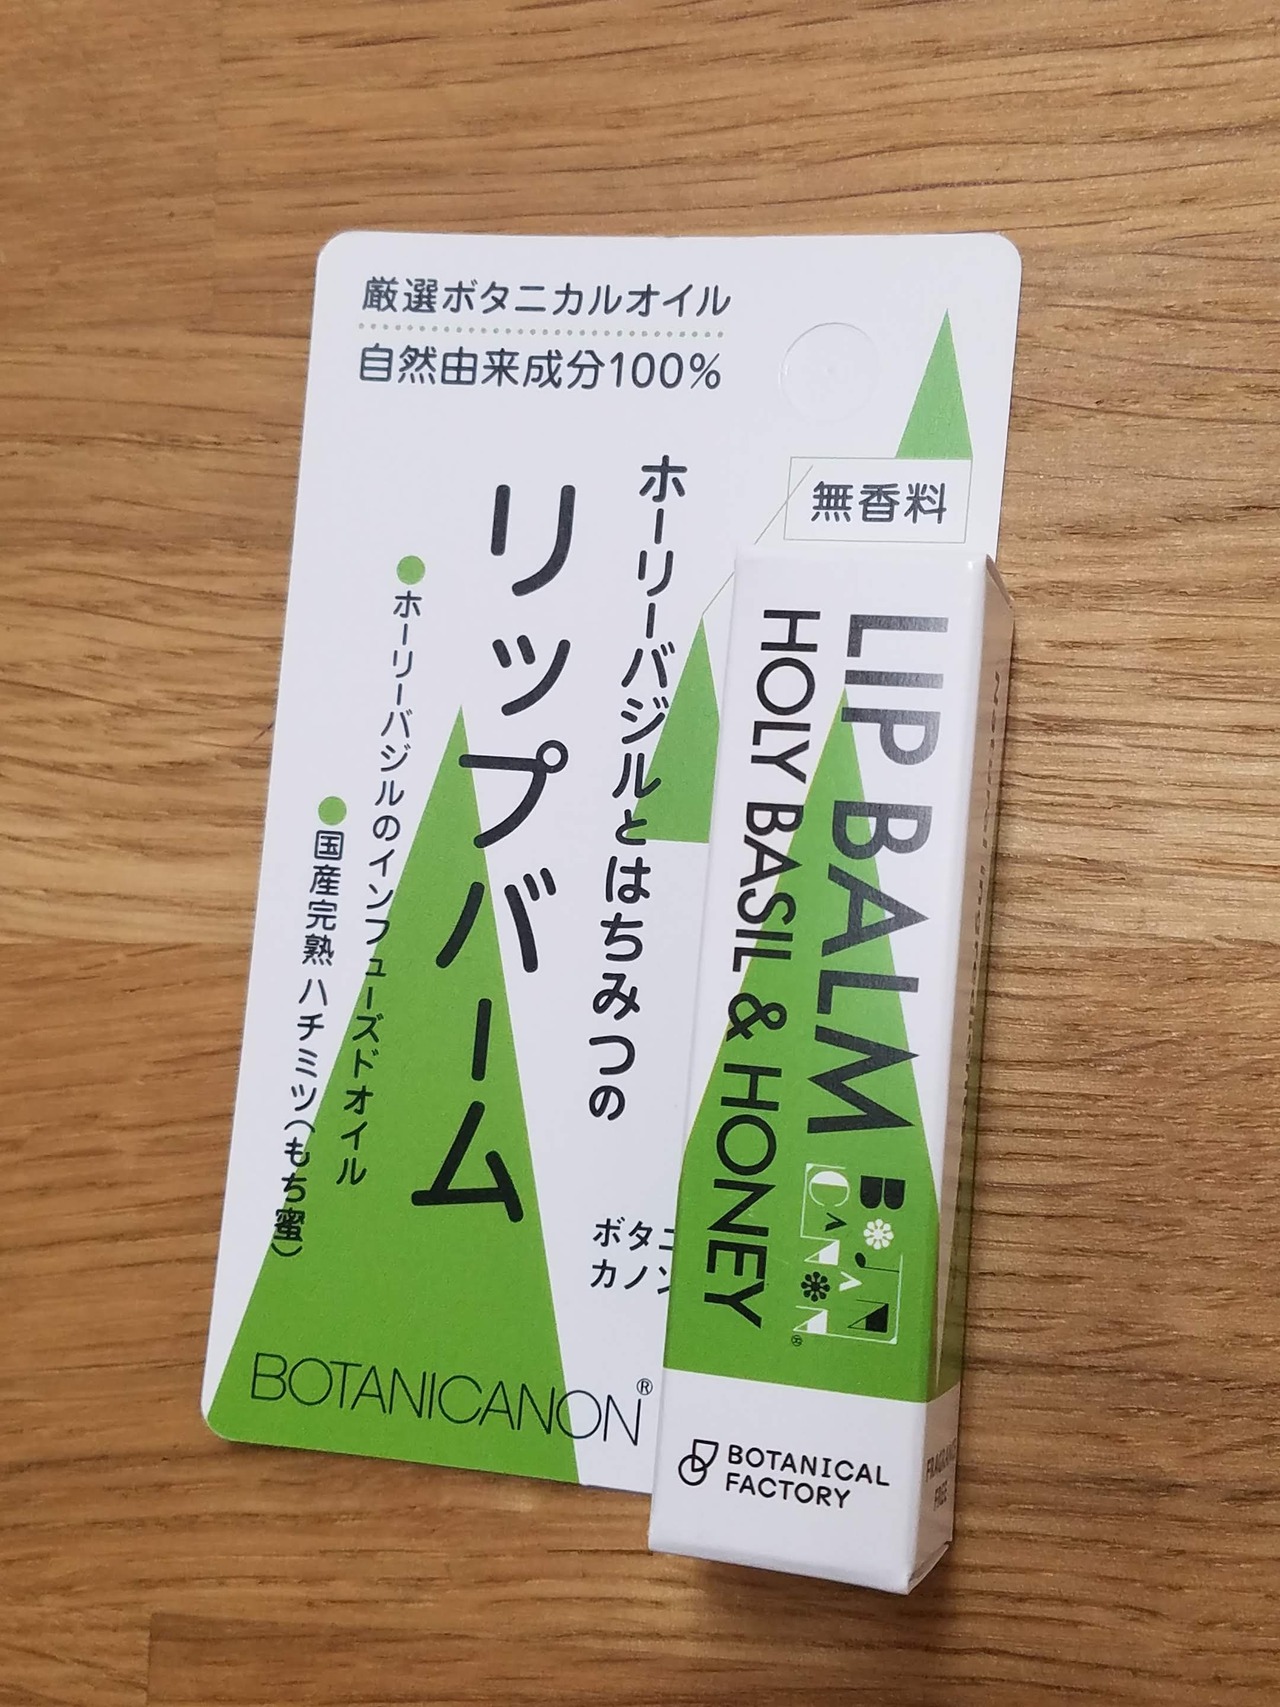 厳選ボタニカルオイル
自然由来成分100%
無香料
ホーリーバジルとはちみつの
リップバーム
ホーリーバジルのインフューズドオイル
国産完熟 ハチミツ(もち蜜)
BOTANICANON®
LIP BALM
HOLY BASIL & HONEY
BOTANICAL
FACTORY
FRAGRANCE
FREE